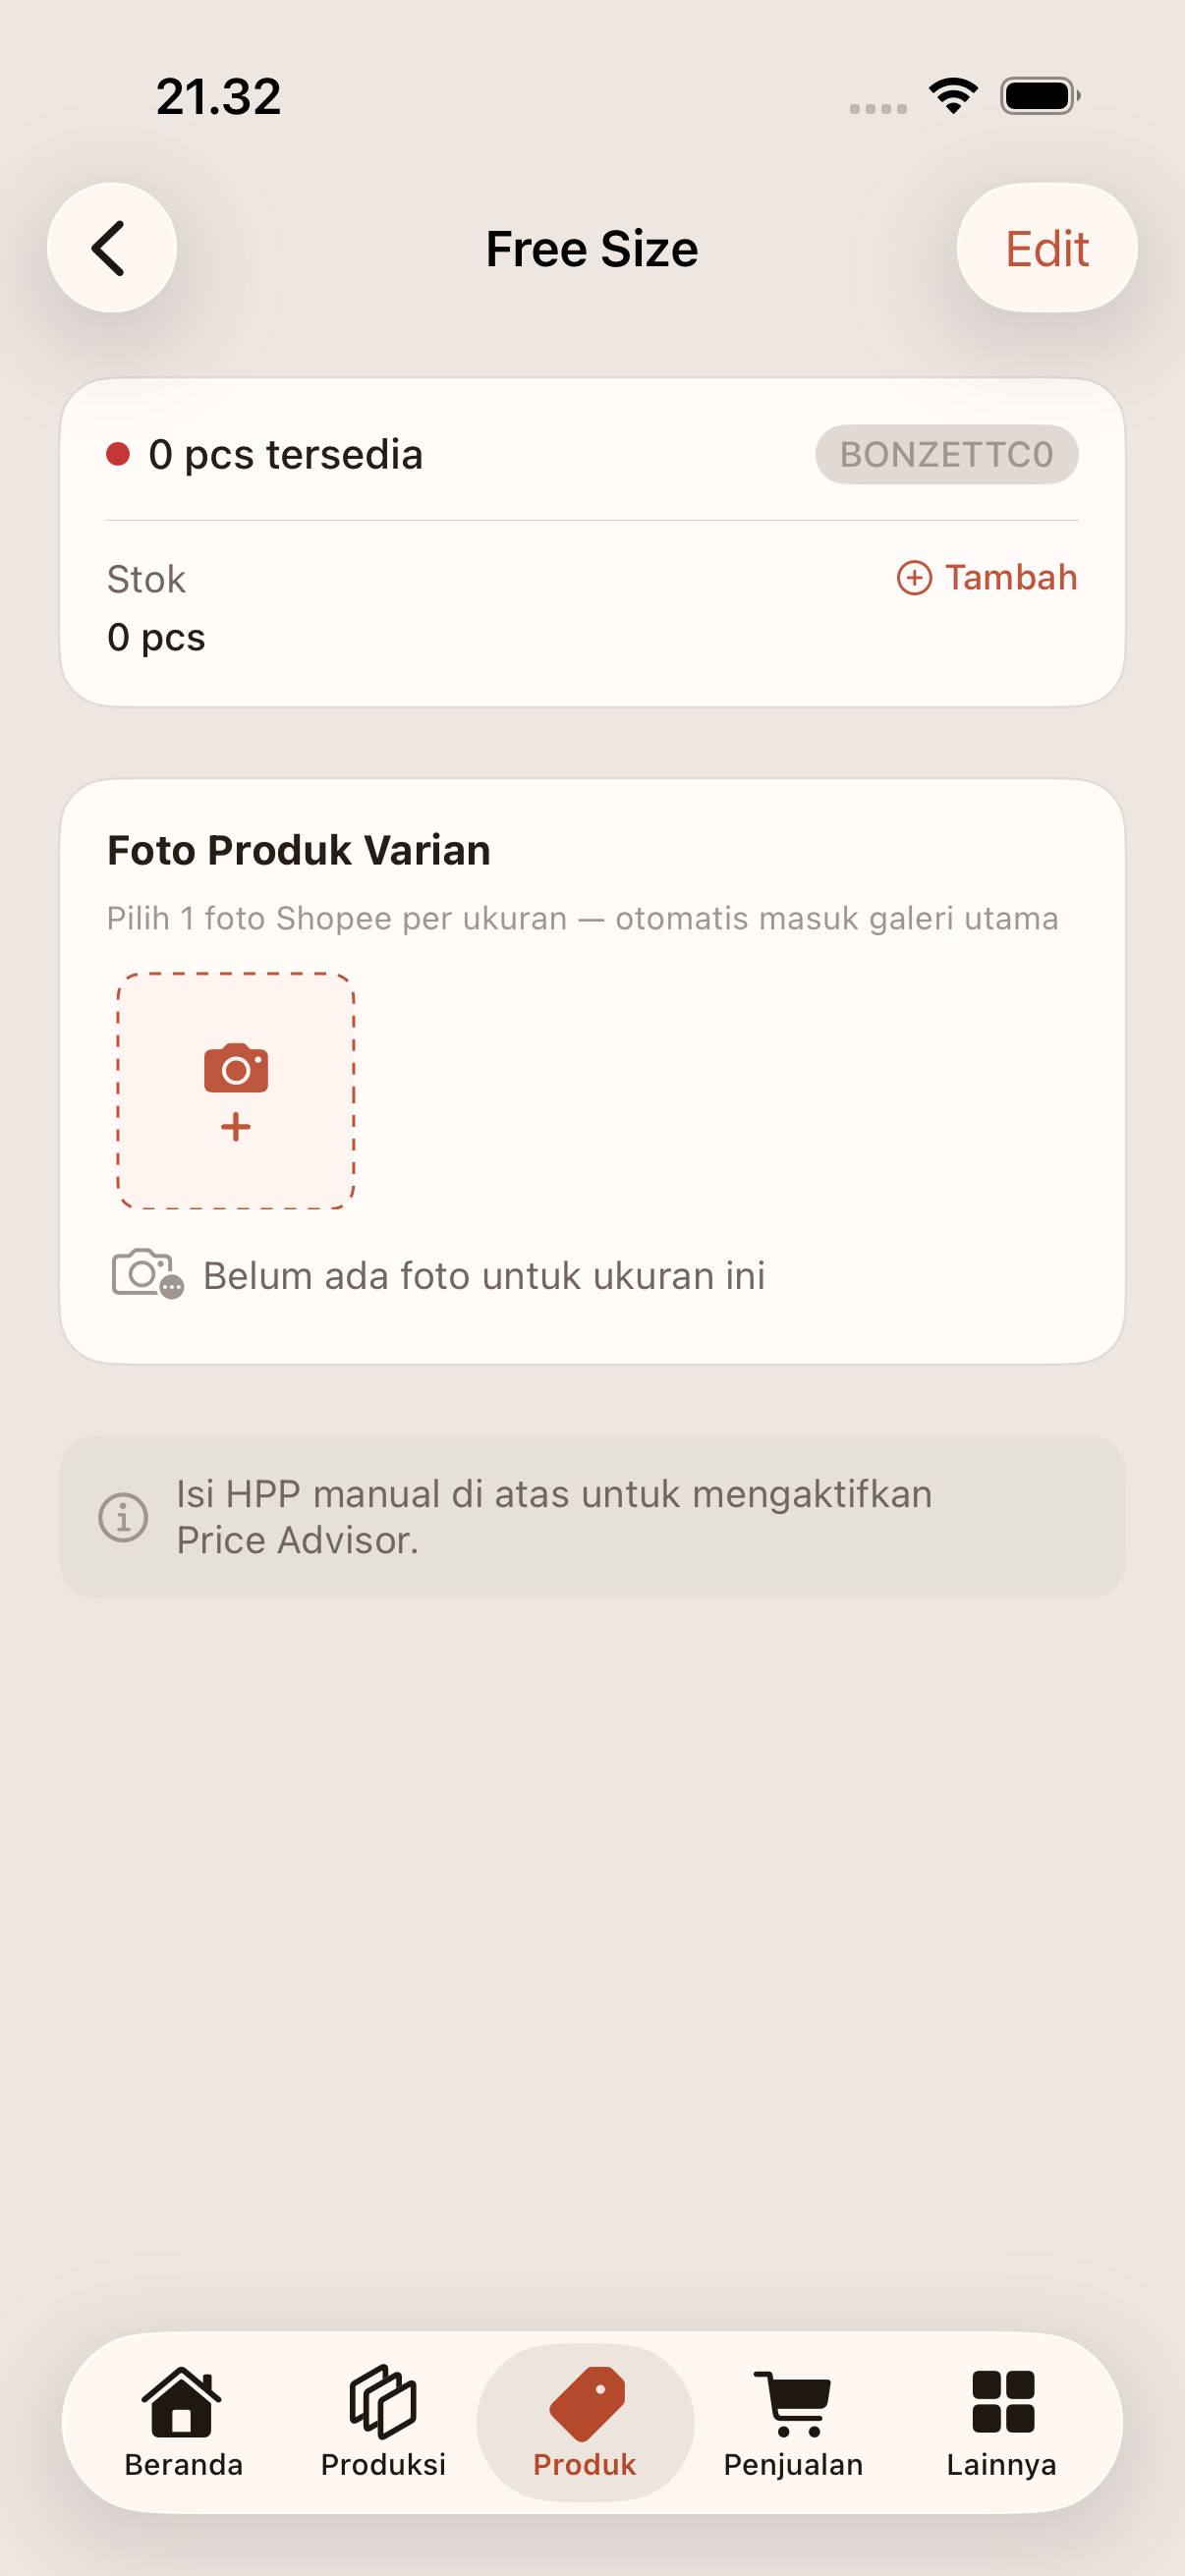 21.32
Free Size
Edit
0 pcs tersedia
BONZETTC0
Stok
Tambah
0 pcs
Foto Produk Varian
Pilih 1 foto Shopee per ukuran — otomatis masuk galeri utama
Belum ada foto untuk ukuran ini
Isi HPP manual di atas untuk mengaktifkan
Price Advisor.
Beranda
Produksi
Produk
Penjualan
Lainnya